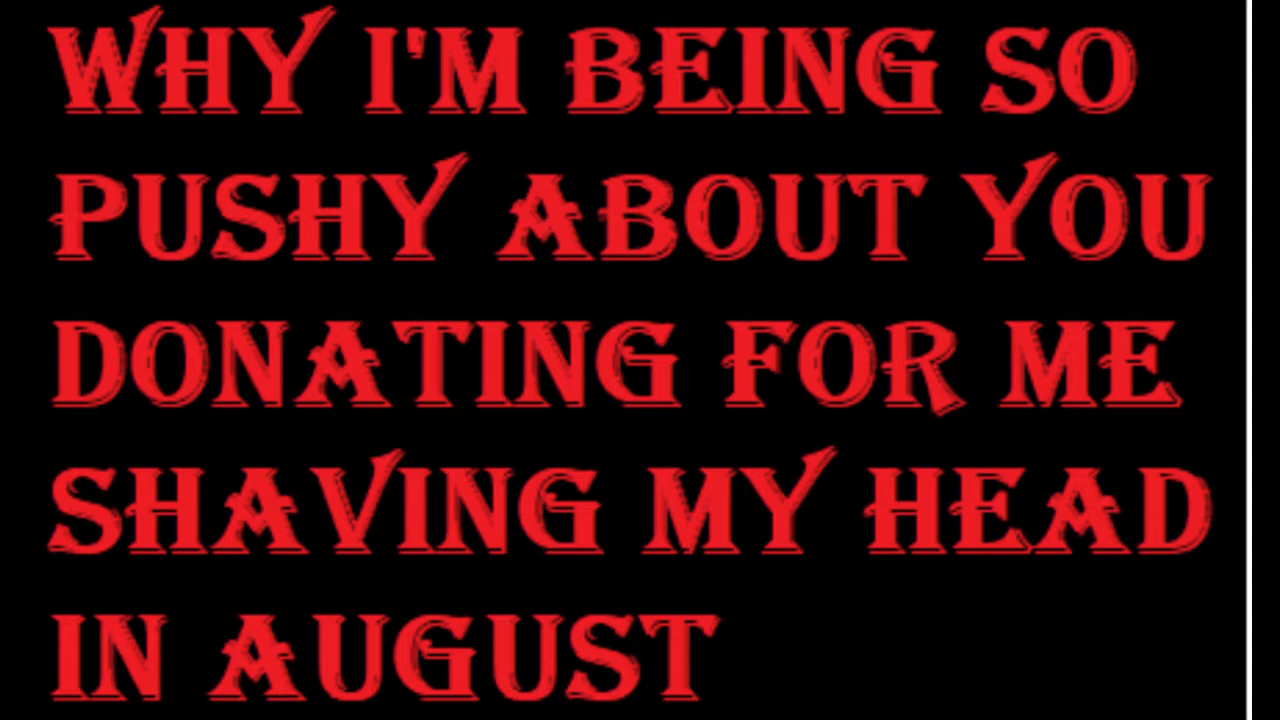 WHY I'M BEING SO
PUSHY ABOUT YOU
DONATING FOR ME
SHAVING MY HEAD
IN AUGUST